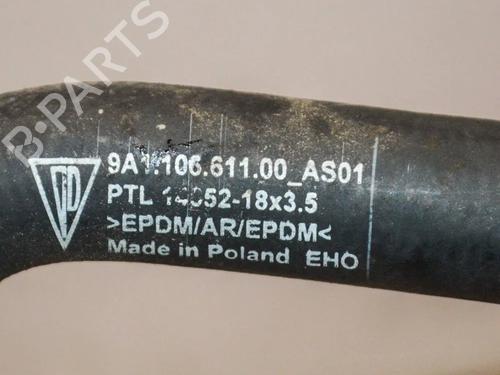 B-PARTS
9A1.106.611.00_AS01
PTL 14052-18x3.5
>EPDM/AR/EPDM<
Made in Poland EHO